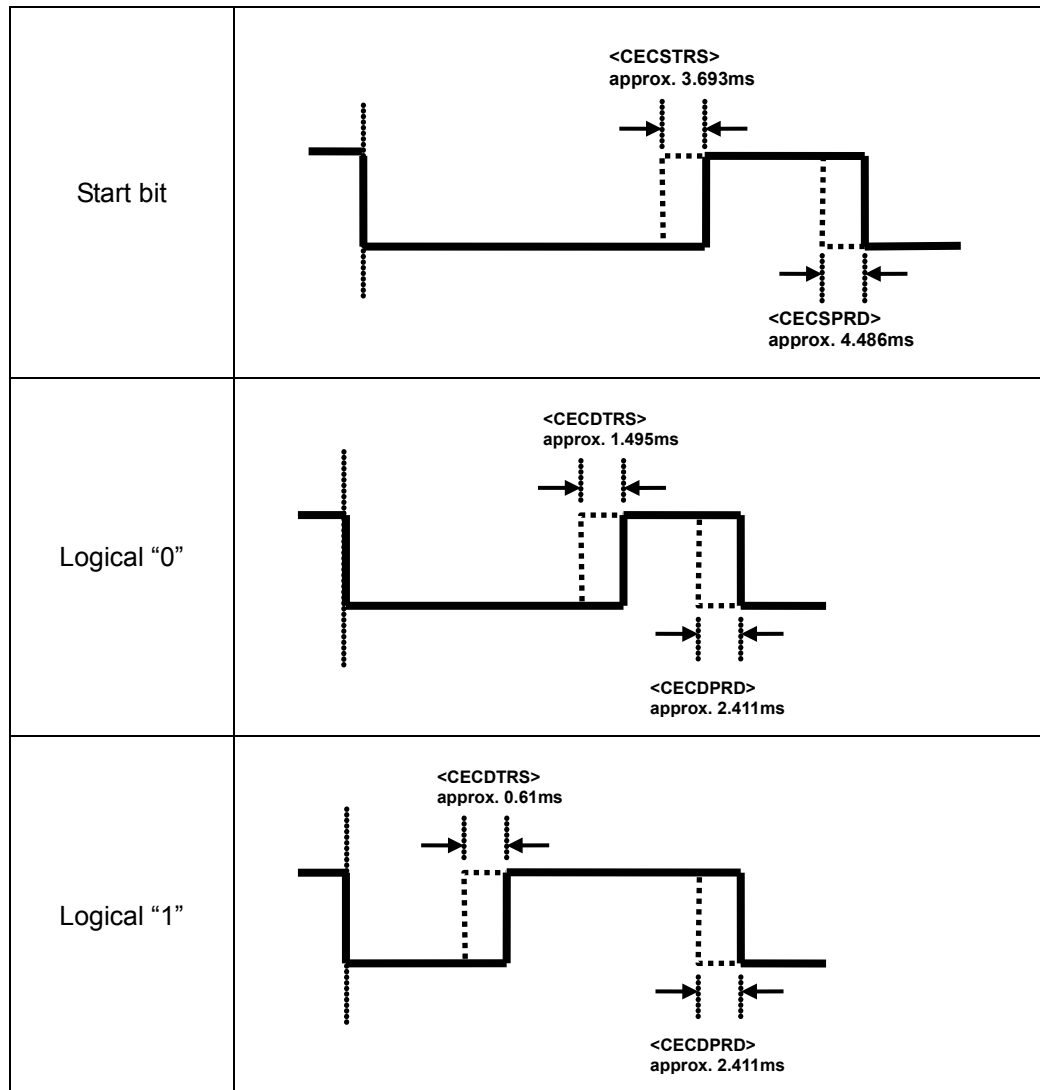 <CECSTRS>
approx. 3.693ms
Start bit
<CECSPRD>
approx. 4.486ms
<CECDTRS>
approx. 1.495ms
Logical “0”
<CECDPRD>
approx. 2.411ms
<CECDTRS>
approx. 0.61ms
Logical “1”
<CECDPRD>
approx. 2.411ms